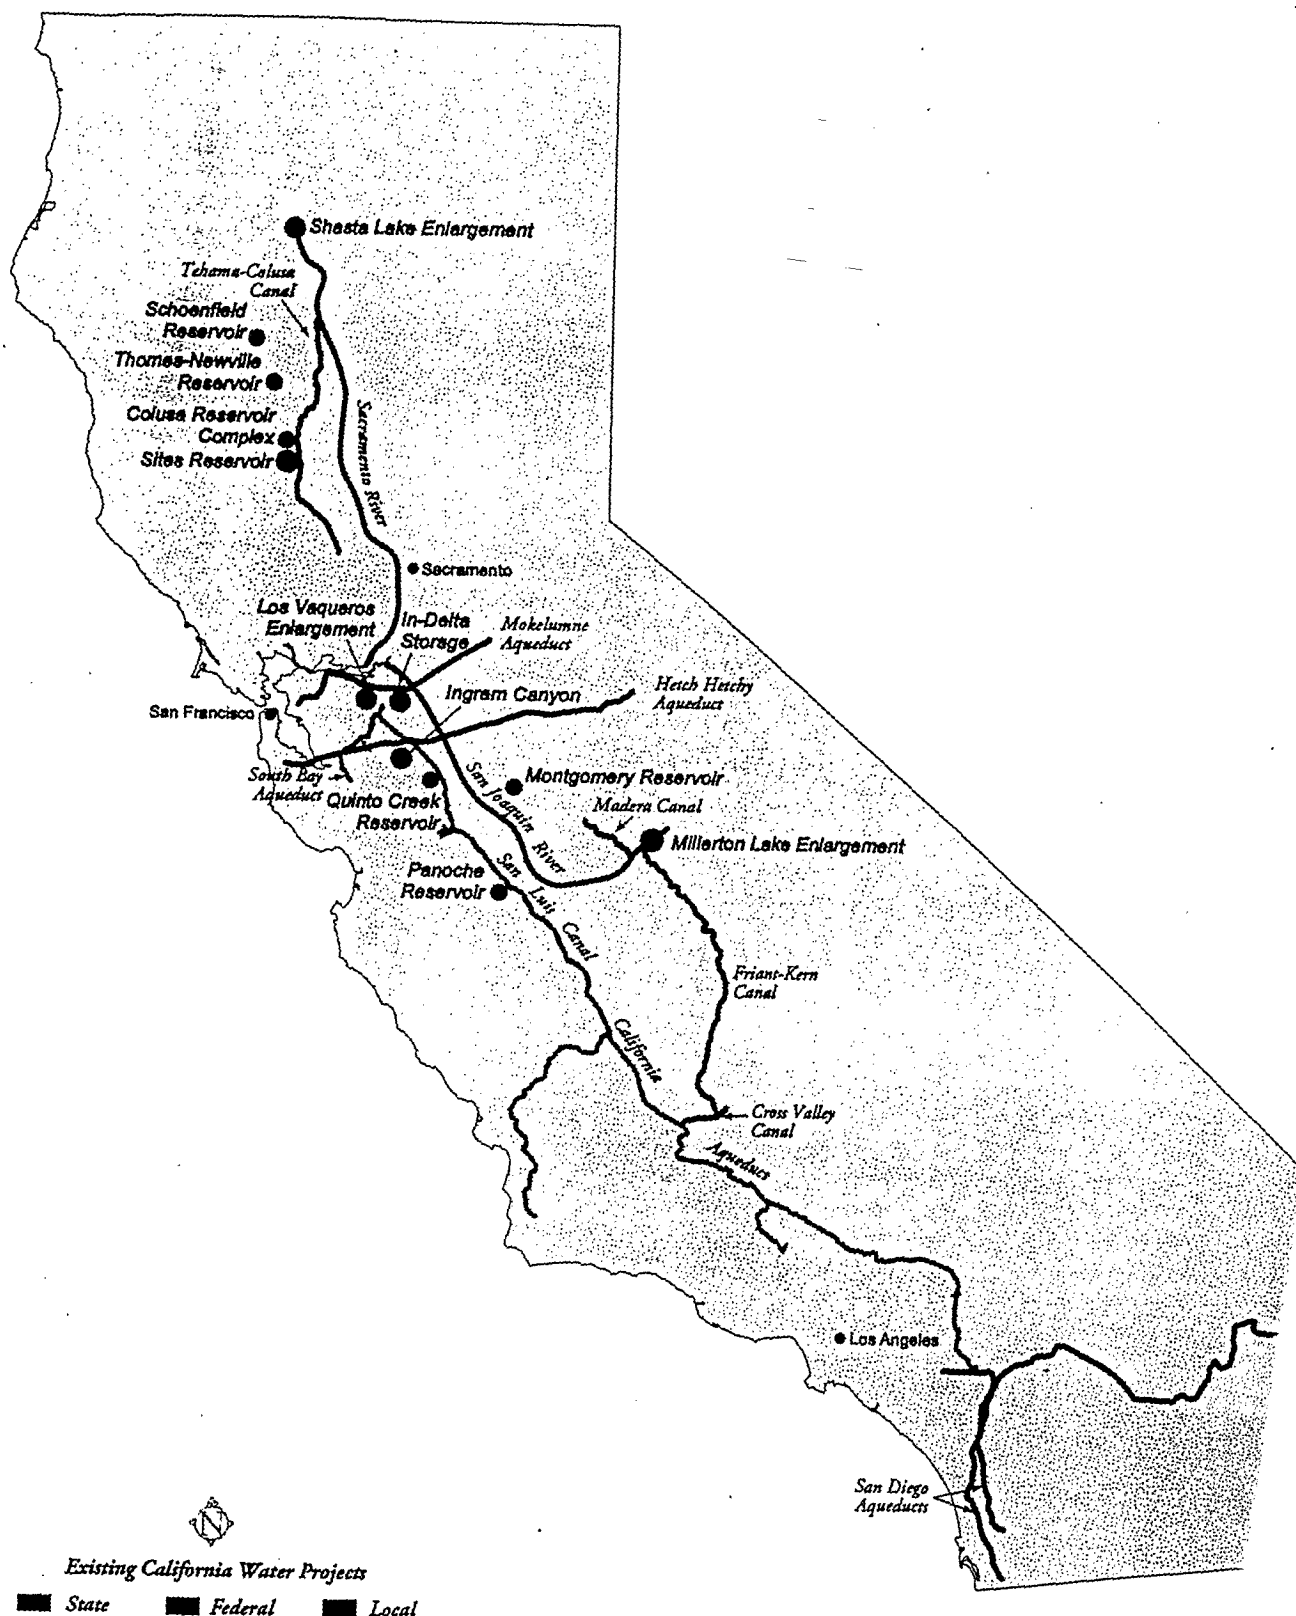 Shasta Lake Enlargement
Tehama-Colusa
Canal
Schoenfield
Reservoir
Thomes-Newville
Reservoir
Colusa Reservoir
Complex
Sites Reservoir
Sacramento River
Sacramento
Los Vaqueros
Enlargement
In-Delta
Storage
Mokelumne
Aqueduct
Hetch Hetchy
Aqueduct
Ingram Canyon
San Francisco
South Bay
Aqueduct
Quinto Creek
Reservoir
San Joaquin River
Montgomery Reservoir
Madera Canal
Millerton Lake Enlargement
Panoche
Reservoir
San Luis Canal
Friant-Kern
Canal
California Aqueduct
Cross Valley
Canal
Los Angeles
San Diego
Aqueducts
N
Existing California Water Projects
State
Federal
Local